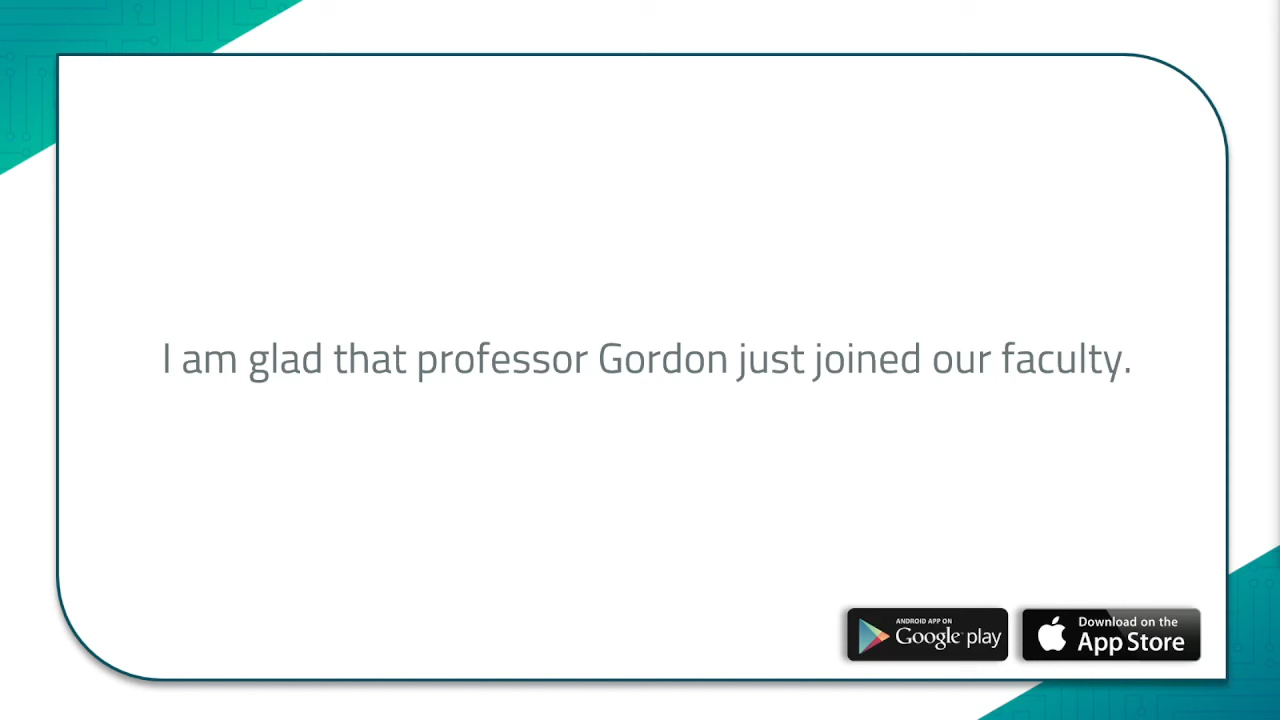 I am glad that professor Gordon just joined our faculty.
ANDROID APP ON
Google play
Download on the
App Store